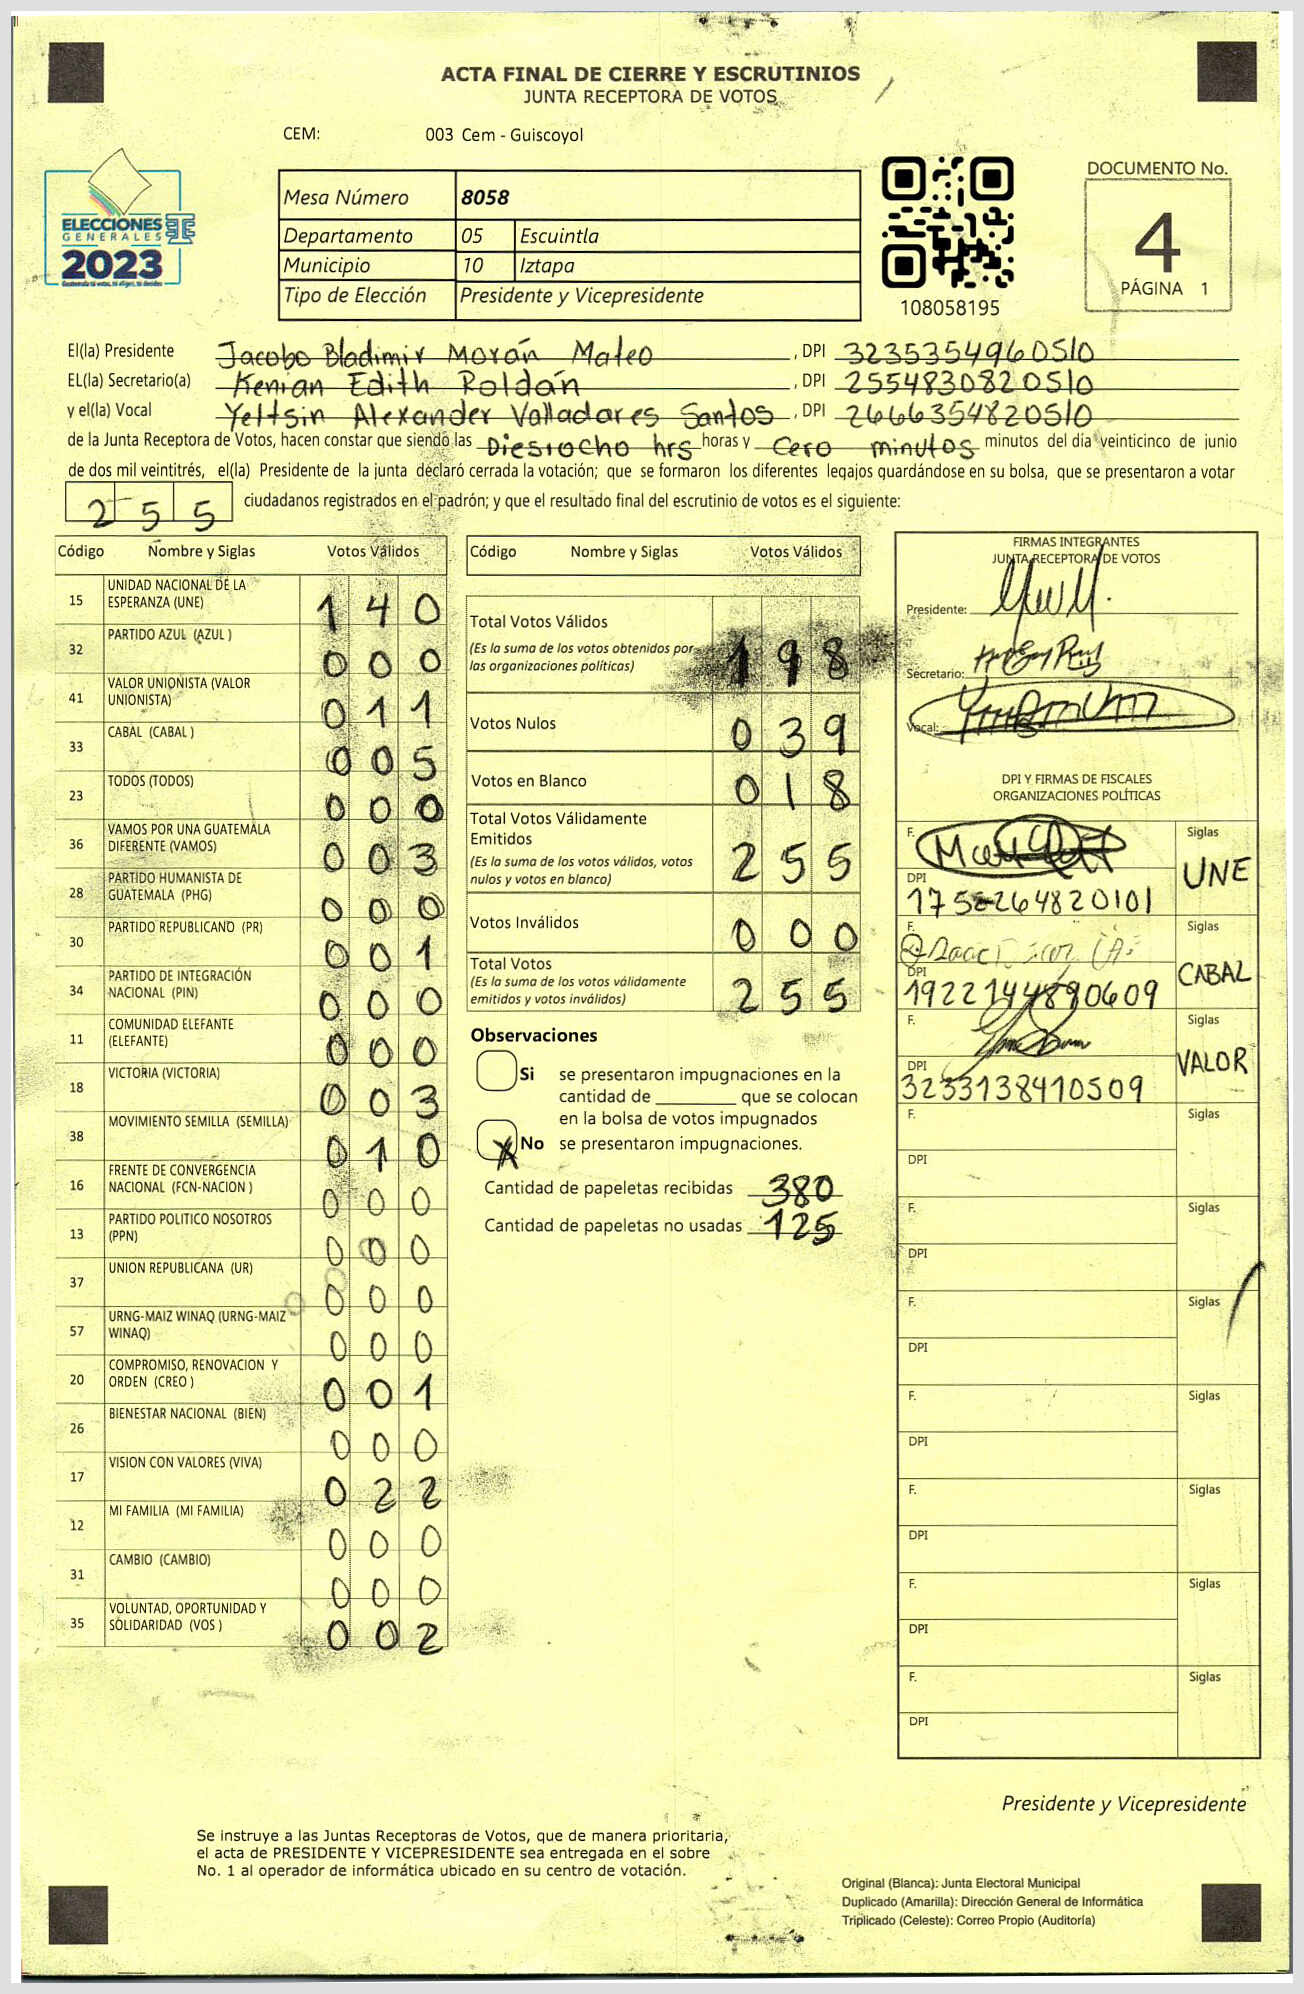 ACTA FINAL DE CIERRE Y ESCRUTINIOS
JUNTA RECEPTORA DE VOTOS
CEM: 003 Cem - Guiscoyol
ELECCIONES
GENERALES
2023
Mesa Número 8058
Departamento 05 Escuintla
Municipio 10 Iztapa
Tipo de Elección Presidente y Vicepresidente
108058195
DOCUMENTO No.
4
PÁGINA 1
El(la) Presidente Jacobo Bladimir Morán Mateo , DPI 3235354960510
EL(la) Secretario(a) Kenian Edith Roldán , DPI 2554830820510
y el(la) Vocal Yeltsin Alexander Valladares Santos , DPI 2666354820510
de la Junta Receptora de Votos, hacen constar que siendo las Diesiocho hrs horas y Cero minutos minutos del día veinticinco de junio
de dos mil veintitrés, el(la) Presidente de la junta declaró cerrada la votación; que se formaron los diferentes legajos guardándose en su bolsa, que se presentaron a votar
255 ciudadanos registrados en el padrón; y que el resultado final del escrutinio de votos es el siguiente:
Código Nombre y Siglas Votos Válidos
15 UNIDAD NACIONAL DE LA ESPERANZA (UNE) 140
32 PARTIDO AZUL (AZUL ) 000
41 VALOR UNIONISTA (VALOR UNIONISTA) 011
33 CABAL (CABAL ) 005
23 TODOS (TODOS) 000
36 VAMOS POR UNA GUATEMALA DIFERENTE (VAMOS) 003
28 PARTIDO HUMANISTA DE GUATEMALA (PHG) 000
30 PARTIDO REPUBLICANO (PR) 001
34 PARTIDO DE INTEGRACIÓN NACIONAL (PIN) 000
11 COMUNIDAD ELEFANTE (ELEFANTE) 000
18 VICTORIA (VICTORIA) 003
38 MOVIMIENTO SEMILLA (SEMILLA) 010
16 FRENTE DE CONVERGENCIA NACIONAL (FCN-NACION ) 000
13 PARTIDO POLITICO NOSOTROS (PPN) 000
37 UNION REPUBLICANA (UR) 000
57 URNG-MAIZ WINAQ (URNG-MAIZ WINAQ) 000
20 COMPROMISO, RENOVACION Y ORDEN (CREO ) 001
26 BIENESTAR NACIONAL (BIEN) 000
17 VISION CON VALORES (VIVA) 022
12 MI FAMILIA (MI FAMILIA) 000
31 CAMBIO (CAMBIO) 000
35 VOLUNTAD, OPORTUNIDAD Y SOLIDARIDAD (VOS ) 002
Código Nombre y Siglas Votos Válidos
Total Votos Válidos 198
(Es la suma de los votos obtenidos por las organizaciones políticas)
Votos Nulos 039
Votos en Blanco 018
Total Votos Válidamente Emitidos 255
(Es la suma de los votos válidos, votos nulos y votos en blanco)
Votos Inválidos 000
Total Votos 255
(Es la suma de los votos válidamente emitidos y votos inválidos)
Observaciones
Si se presentaron impugnaciones en la
cantidad de ________ que se colocan
en la bolsa de votos impugnados
X No se presentaron impugnaciones.
Cantidad de papeletas recibidas 380
Cantidad de papeletas no usadas 125
FIRMAS INTEGRANTES
JUNTA RECEPTORA DE VOTOS
Presidente:
Secretario:
Vocal:
DPI Y FIRMAS DE FISCALES
ORGANIZACIONES POLÍTICAS
F. Siglas UNE
DPI
F. Siglas CABAL
DPI 1922144890609
F. Siglas VALOR
DPI 3233138410509
F. Siglas
DPI
F. Siglas
DPI
F. Siglas
DPI
F. Siglas
DPI
F. Siglas
DPI
F. Siglas
DPI
F. Siglas
DPI
Presidente y Vicepresidente
Se instruye a las Juntas Receptoras de Votos, que de manera prioritaria,
el acta de PRESIDENTE Y VICEPRESIDENTE sea entregada en el sobre
No. 1 al operador de informática ubicado en su centro de votación.
Original (Blanca): Junta Electoral Municipal
Duplicado (Amarilla): Dirección General de Informática
Triplicado (Celeste): Correo Propio (Auditoría)